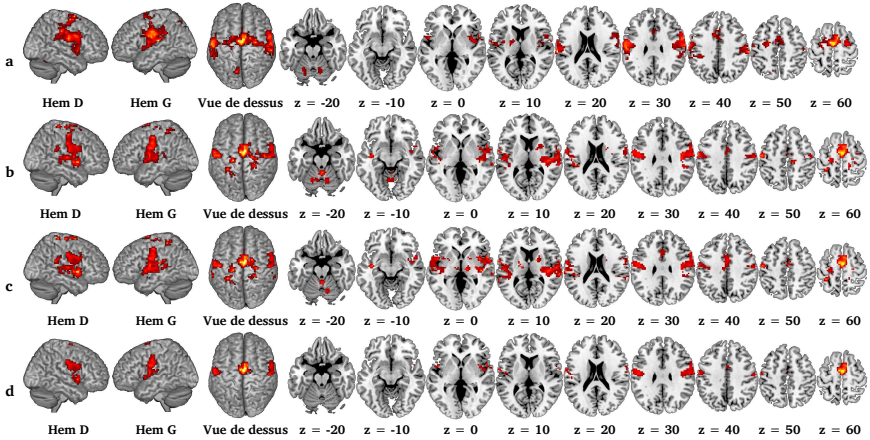 a
Hem D Hem G Vue de dessus z = -20 z = -10 z = 0 z = 10 z = 20 z = 30 z = 40 z = 50 z = 60
b
Hem D Hem G Vue de dessus z = -20 z = -10 z = 0 z = 10 z = 20 z = 30 z = 40 z = 50 z = 60
c
Hem D Hem G Vue de dessus z = -20 z = -10 z = 0 z = 10 z = 20 z = 30 z = 40 z = 50 z = 60
d
Hem D Hem G Vue de dessus z = -20 z = -10 z = 0 z = 10 z = 20 z = 30 z = 40 z = 50 z = 60